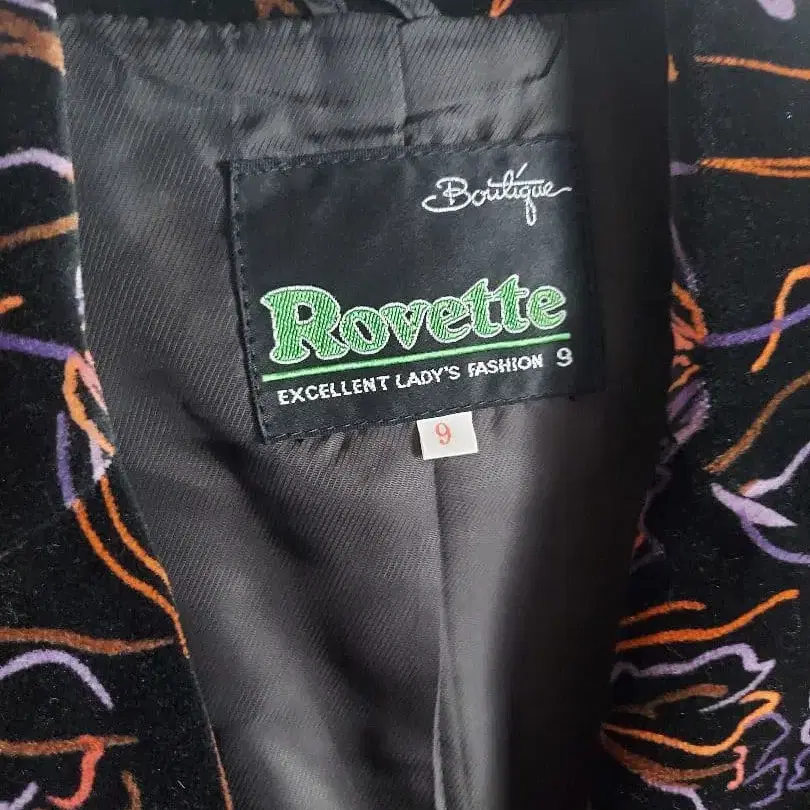 Boutique
Rovette
EXCELLENT LADY'S FASHION 9
9